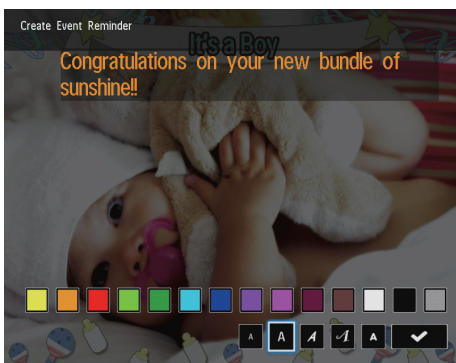 Create Event Reminder
It's a Boy
Congratulations on your new bundle of
sunshine!!
A A A A A